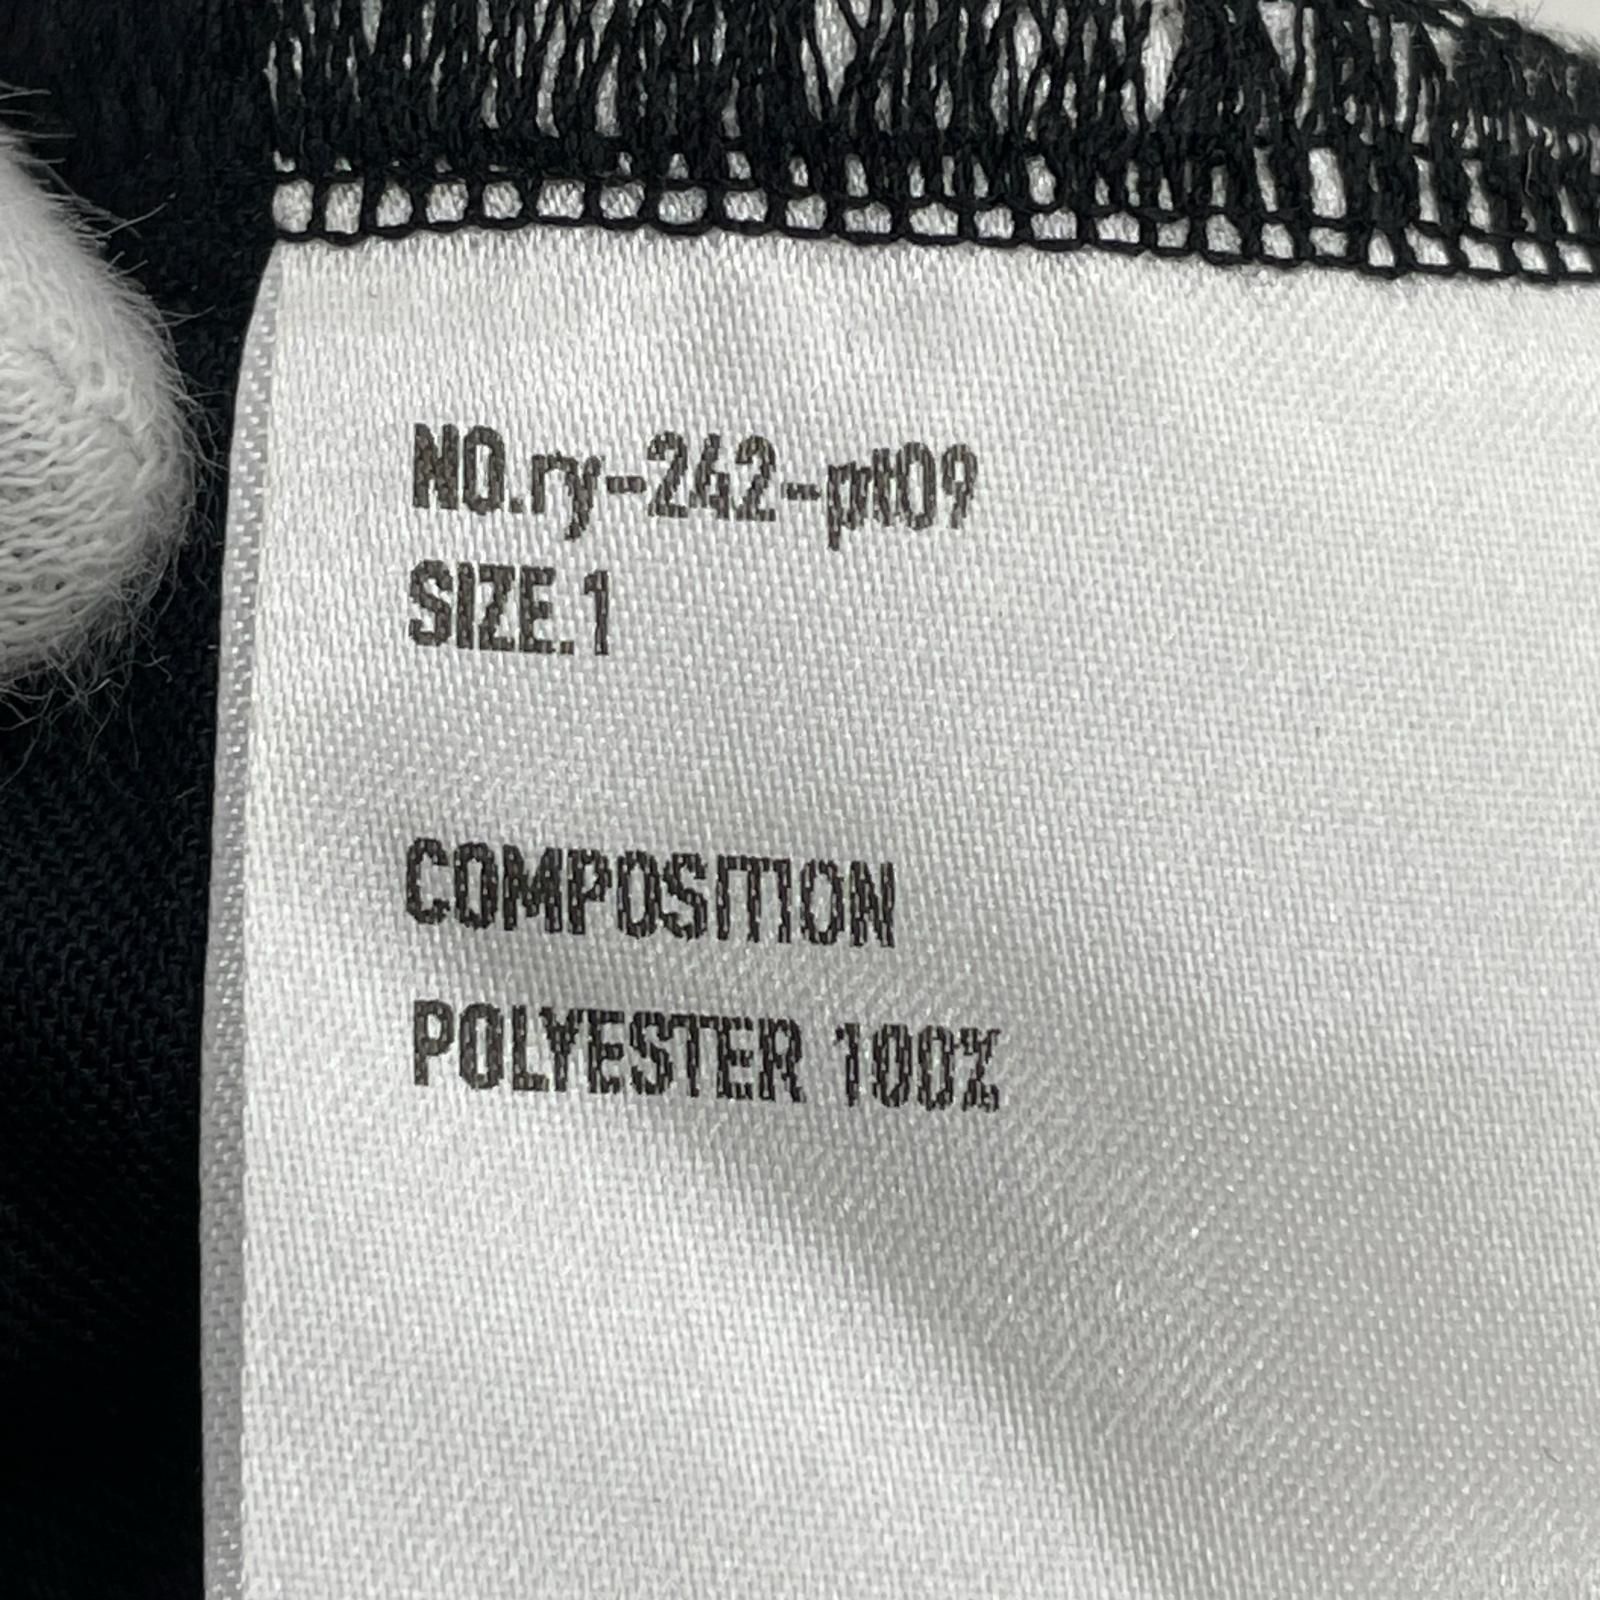 NO.ry-242-pt09
SIZE.1
COMPOSITION
POLYESTER 100%